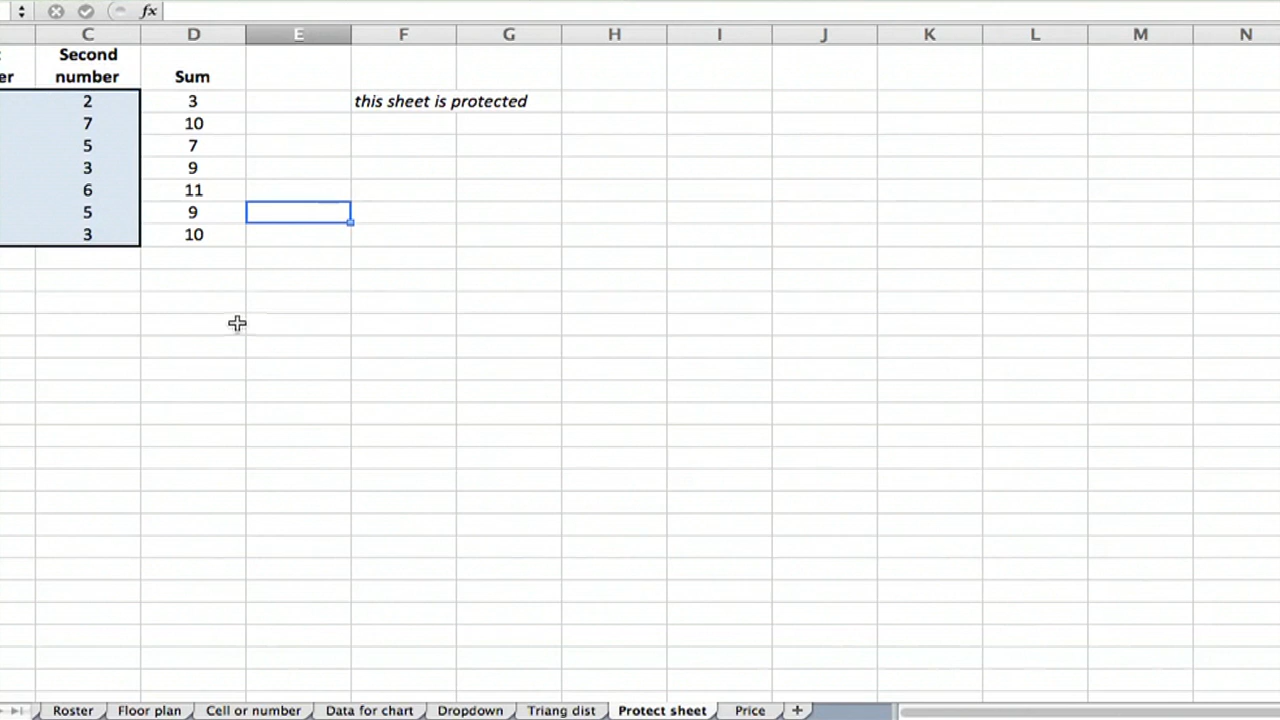 fx
C D E F G H I J K L M N
Second
er number Sum
2 3 this sheet is protected
7 10
5 7
3 9
6 11
5 9
3 10
Roster Floor plan Cell or number Data for chart Dropdown Triang dist Protect sheet Price +